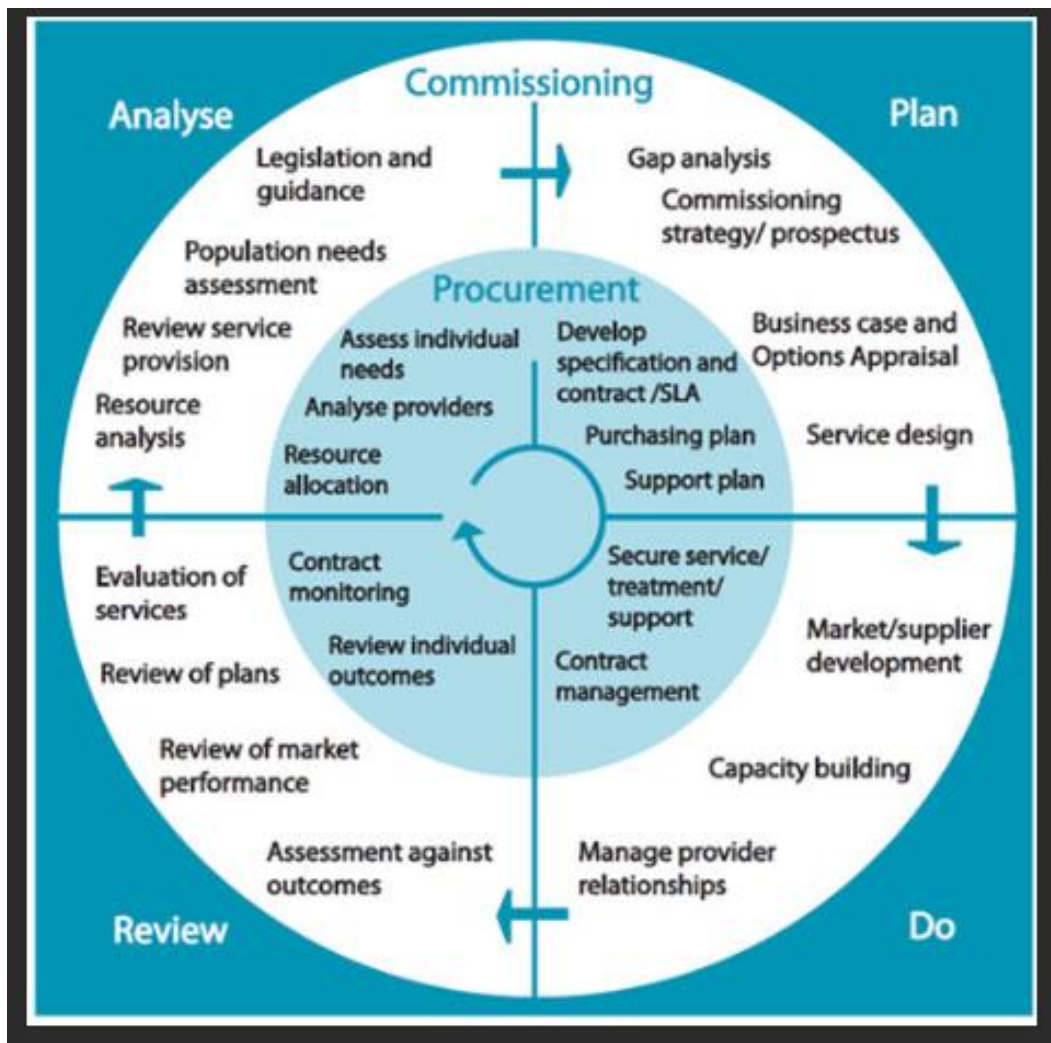 Commissioning
Analyse
Plan
Legislation and
guidance
Population needs
assessment
Review service
provision
Resource
analysis
Gap analysis
Commissioning
strategy/ prospectus
Business case and
Options Appraisal
Service design
Procurement
Assess individual
needs
Analyse providers
Resource
allocation
Develop
specification and
contract /SLA
Purchasing plan
Support plan
Contract
monitoring
Review individual
outcomes
Secure service/
treatment/
support
Contract
management
Evaluation of
services
Review of plans
Review of market
performance
Assessment against
outcomes
Market/supplier
development
Capacity building
Manage provider
relationships
Review
Do